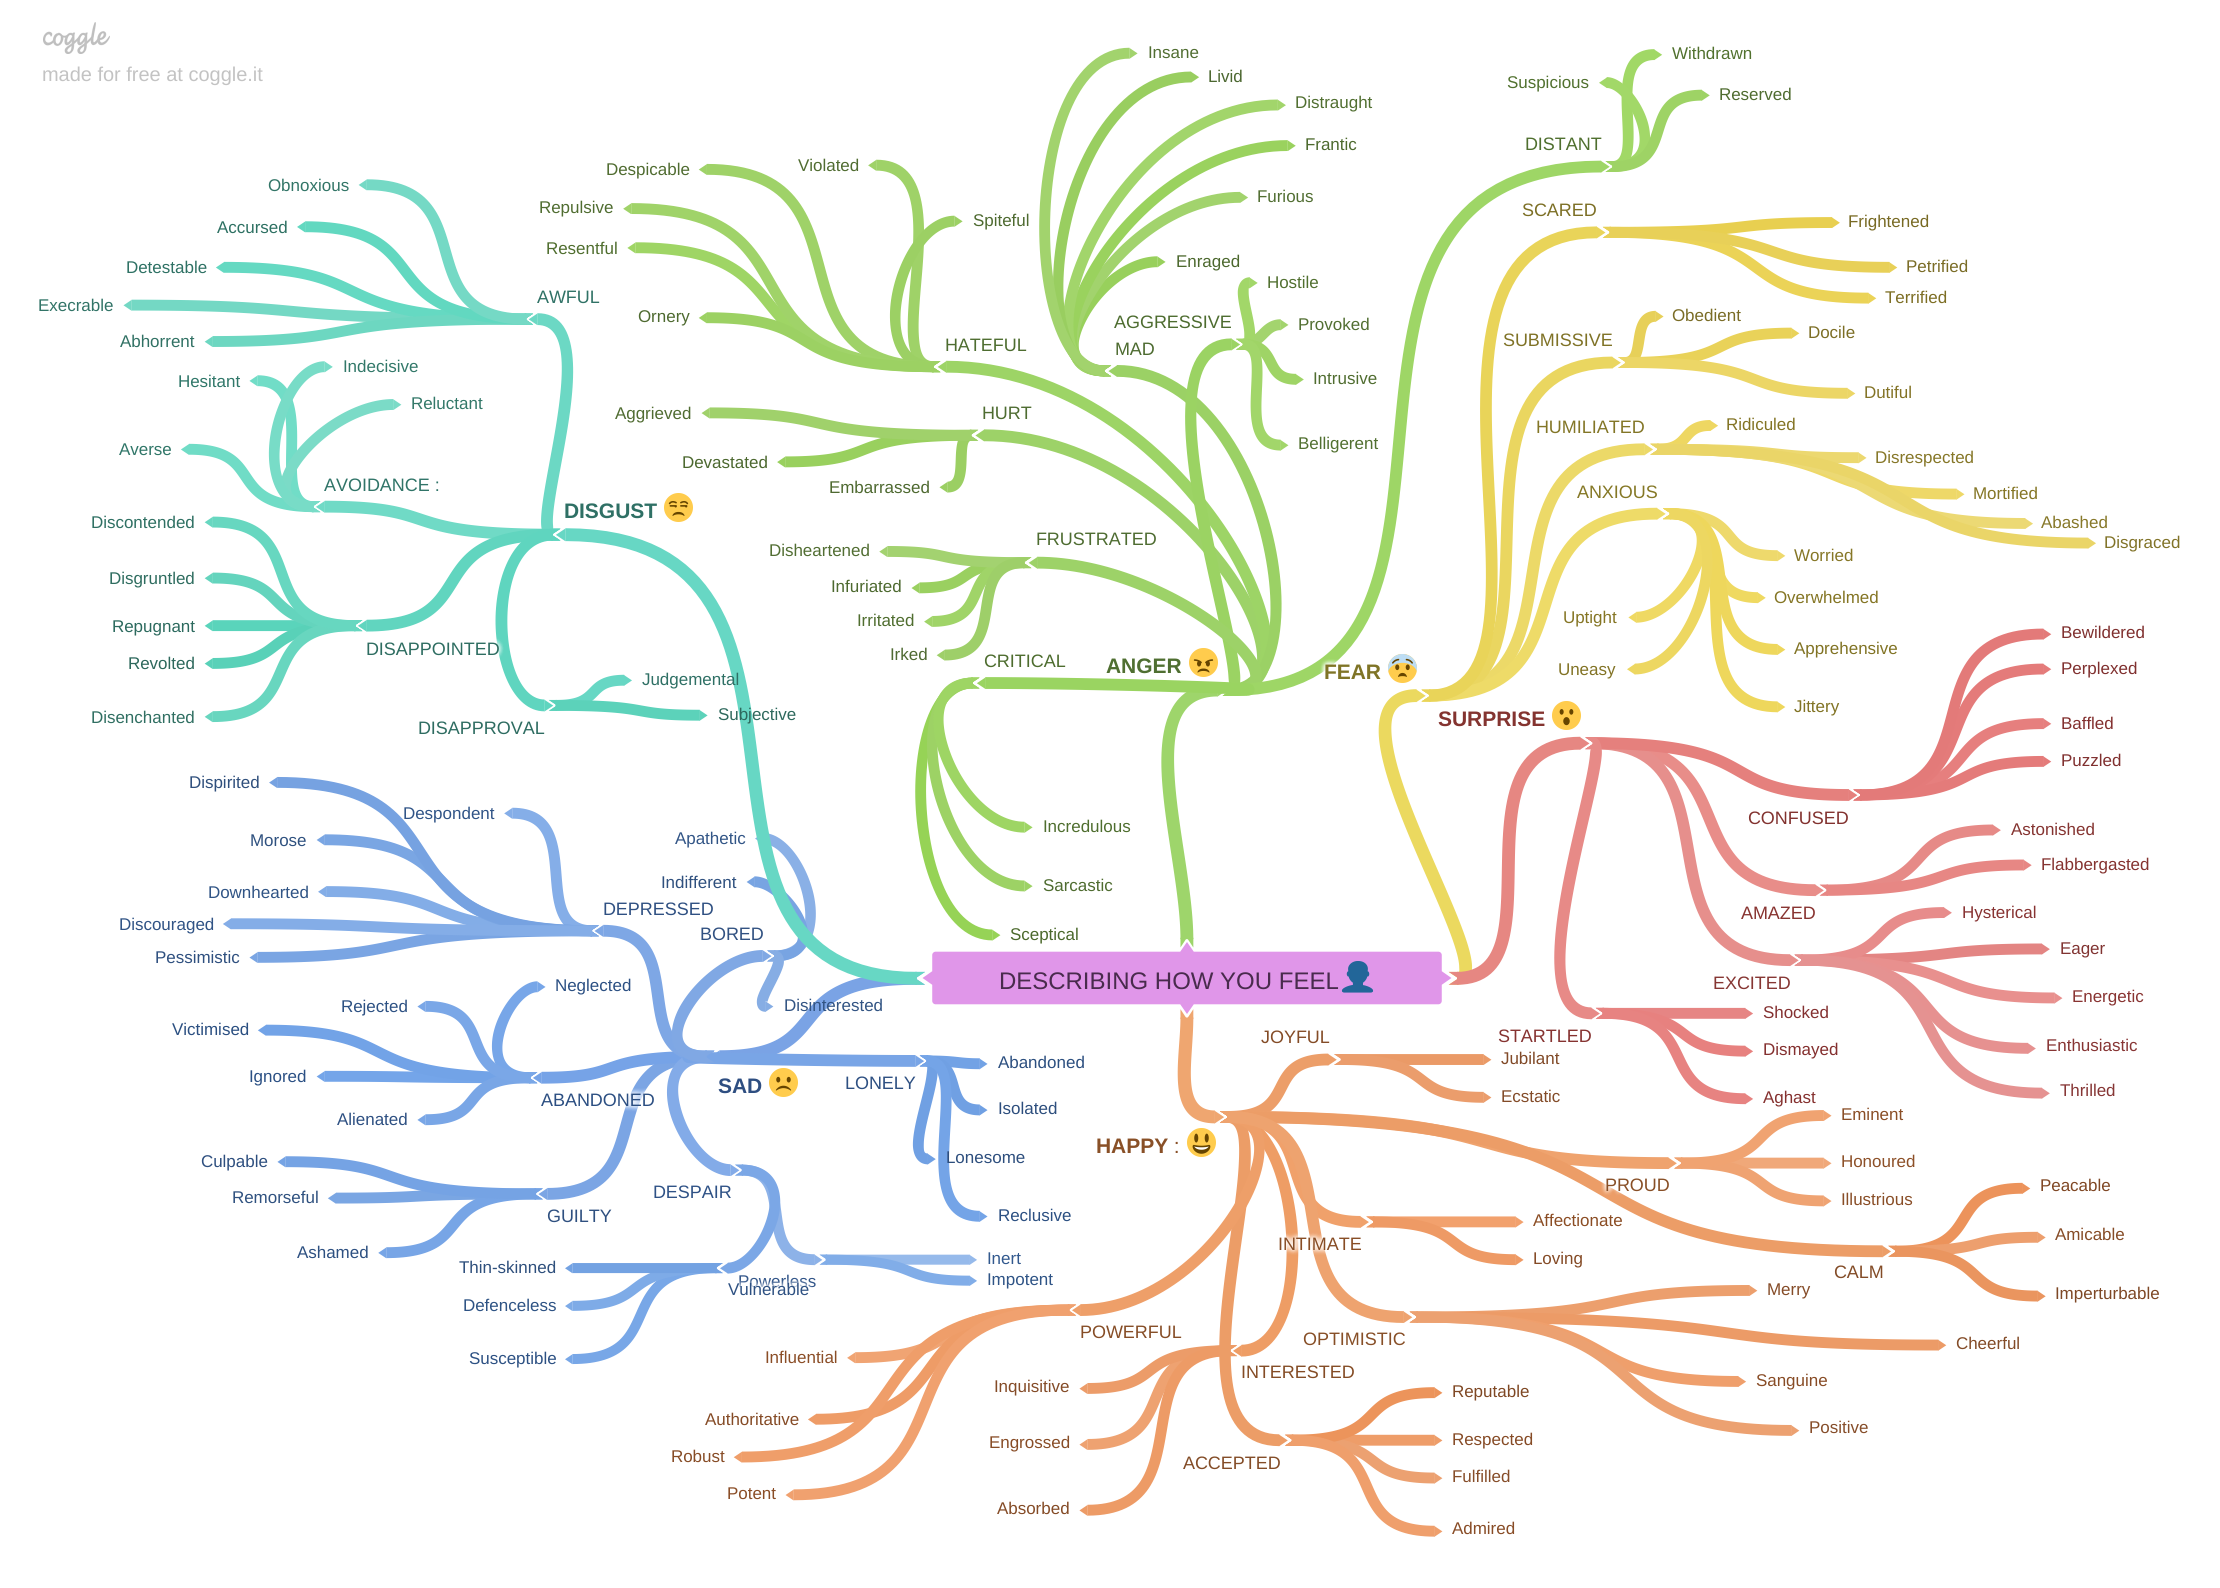 coggle
made for free at coggle.it
DESCRIBING HOW YOU FEEL
DISGUST
AWFUL
Obnoxious
Accursed
Detestable
Execrable
Abhorrent
AVOIDANCE :
Indecisive
Hesitant
Reluctant
Averse
DISAPPOINTED
Discontended
Disgruntled
Repugnant
Revolted
Disenchanted
DISAPPROVAL
Judgemental
Subjective
ANGER
HATEFUL
Despicable
Violated
Repulsive
Spiteful
Resentful
Ornery
MAD
Insane
Livid
Distraught
Frantic
Furious
Enraged
AGGRESSIVE
Hostile
Provoked
Intrusive
Belligerent
HURT
Aggrieved
Devastated
Embarrassed
FRUSTRATED
Disheartened
Infuriated
Irritated
Irked
CRITICAL
Incredulous
Sarcastic
Sceptical
DISTANT
Withdrawn
Suspicious
Reserved
FEAR
SCARED
Frightened
Petrified
Terrified
SUBMISSIVE
Obedient
Docile
Dutiful
HUMILIATED
Ridiculed
Disrespected
Mortified
Abashed
Disgraced
ANXIOUS
Worried
Overwhelmed
Uptight
Apprehensive
Uneasy
Jittery
SURPRISE
CONFUSED
Bewildered
Perplexed
Baffled
Puzzled
AMAZED
Astonished
Flabbergasted
EXCITED
Hysterical
Eager
Energetic
Enthusiastic
Thrilled
STARTLED
Shocked
Dismayed
Aghast
SAD
DEPRESSED
Dispirited
Despondent
Morose
Downhearted
Discouraged
Pessimistic
BORED
Apathetic
Indifferent
Disinterested
ABANDONED
Neglected
Rejected
Victimised
Ignored
Alienated
LONELY
Abandoned
Isolated
Lonesome
Reclusive
GUILTY
Culpable
Remorseful
Ashamed
DESPAIR
Powerless
Inert
Impotent
Vulnerable
Thin-skinned
Defenceless
Susceptible
HAPPY :
JOYFUL
Jubilant
Ecstatic
PROUD
Eminent
Honoured
Illustrious
CALM
Peacable
Amicable
Imperturbable
INTIMATE
Affectionate
Loving
OPTIMISTIC
Merry
Cheerful
Sanguine
Positive
POWERFUL
Influential
Authoritative
Robust
Potent
INTERESTED
Inquisitive
Engrossed
Absorbed
ACCEPTED
Reputable
Respected
Fulfilled
Admired